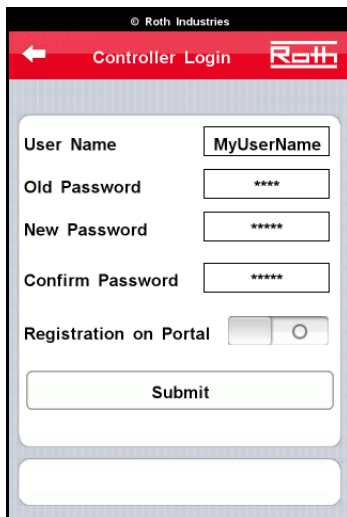 © Roth Industries
Controller Login Roth
User Name MyUserName
Old Password ****
New Password *****
Confirm Password *****
Registration on Portal
Submit